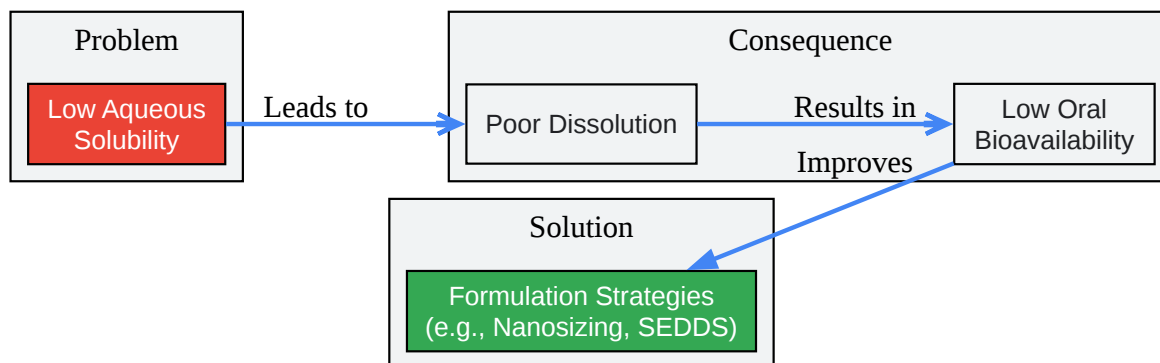 Problem
Consequence
Low Aqueous
Solubility
Leads to
Poor Dissolution
Results in
Low Oral
Bioavailability
Improves
Solution
Formulation Strategies
(e.g., Nanosizing, SEDDS)